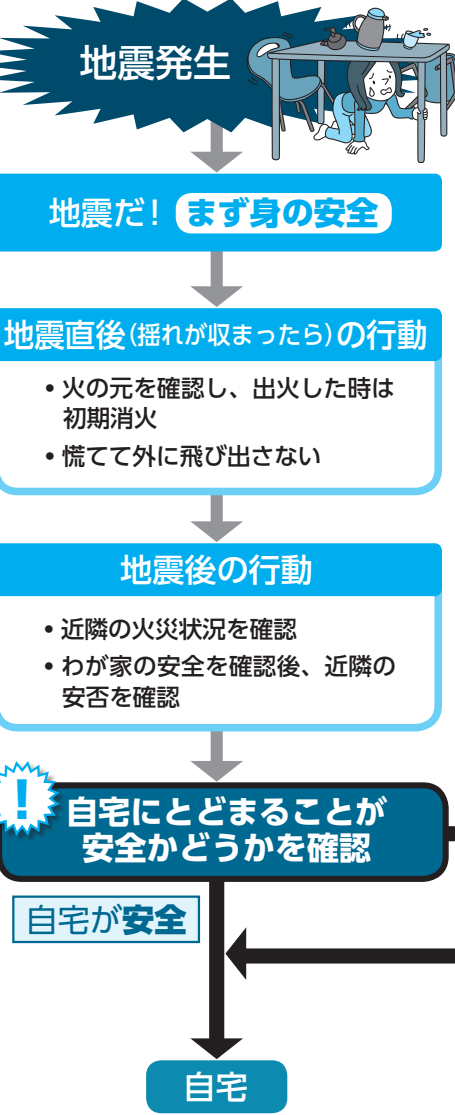 地震発生
地震だ! まず身の安全
地震直後(揺れが収まったら)の行動
• 火の元を確認し、出火した時は
初期消火
• 慌てて外に飛び出さない
地震後の行動
• 近隣の火災状況を確認
• わが家の安全を確認後、近隣の
安否を確認
!
自宅にとどまることが
安全かどうかを確認
自宅が安全
自宅